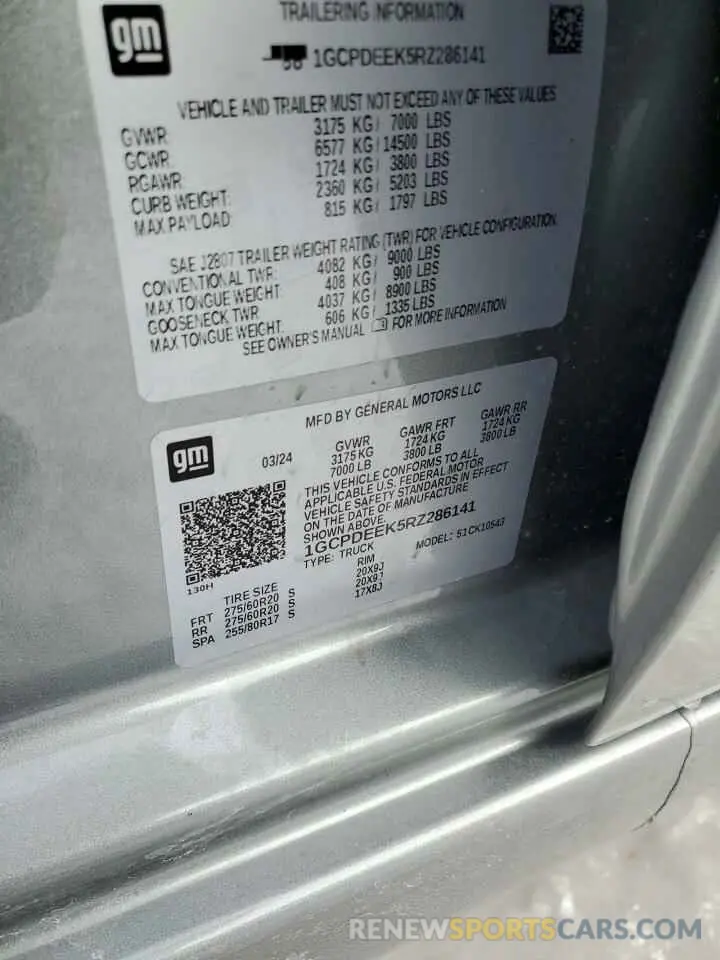 gm
TRAILERING INFORMATION
1GCPDEEK5RZ286141
VEHICLE AND TRAILER MUST NOT EXCEED ANY OF THESE VALUES
GVWR: 3175 KG / 7000 LBS
GCWR: 6577 KG / 14500 LBS
RGAWR: 1724 KG / 3800 LBS
CURB WEIGHT: 2360 KG / 5203 LBS
MAX PAYLOAD: 815 KG / 1797 LBS
SAE J2807 TRAILER WEIGHT RATING (TWR) FOR VEHICLE CONFIGURATION
CONVENTIONAL TWR: 4082 KG / 9000 LBS
MAX TONGUE WEIGHT: 408 KG / 900 LBS
GOOSENECK TWR: 4037 KG / 8900 LBS
MAX TONGUE WEIGHT: 606 KG / 1335 LBS
SEE OWNER'S MANUAL FOR MORE INFORMATION
gm
MFD BY GENERAL MOTORS LLC
03/24 GVWR GAWR FRT GAWR RR
3175 KG 1724 KG 1724 KG
7000 LB 3800 LB 3800 LB
THIS VEHICLE CONFORMS TO ALL
APPLICABLE U.S. FEDERAL MOTOR
VEHICLE SAFETY STANDARDS IN EFFECT
ON THE DATE OF MANUFACTURE
SHOWN ABOVE.
1GCPDEEK5RZ286141
TYPE: TRUCK MODEL: 51CK10543
130H
TIRE SIZE RIM
FRT 275/60R20 S 20X9J
RR 275/60R20 S 20X9J
SPA 255/80R17 S 17X8J
RENEWSPORTSCARS.COM